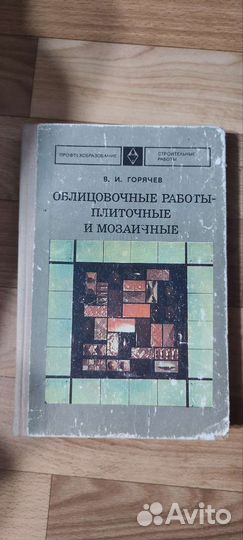 ПРОФТЕХОБРАЗОВАНИЕ
СТРОИТЕЛЬНЫЕ
РАБОТЫ
В. И. ГОРЯЧЕВ
ОБЛИЦОВОЧНЫЕ РАБОТЫ-
ПЛИТОЧНЫЕ
И МОЗАИЧНЫЕ
Avito